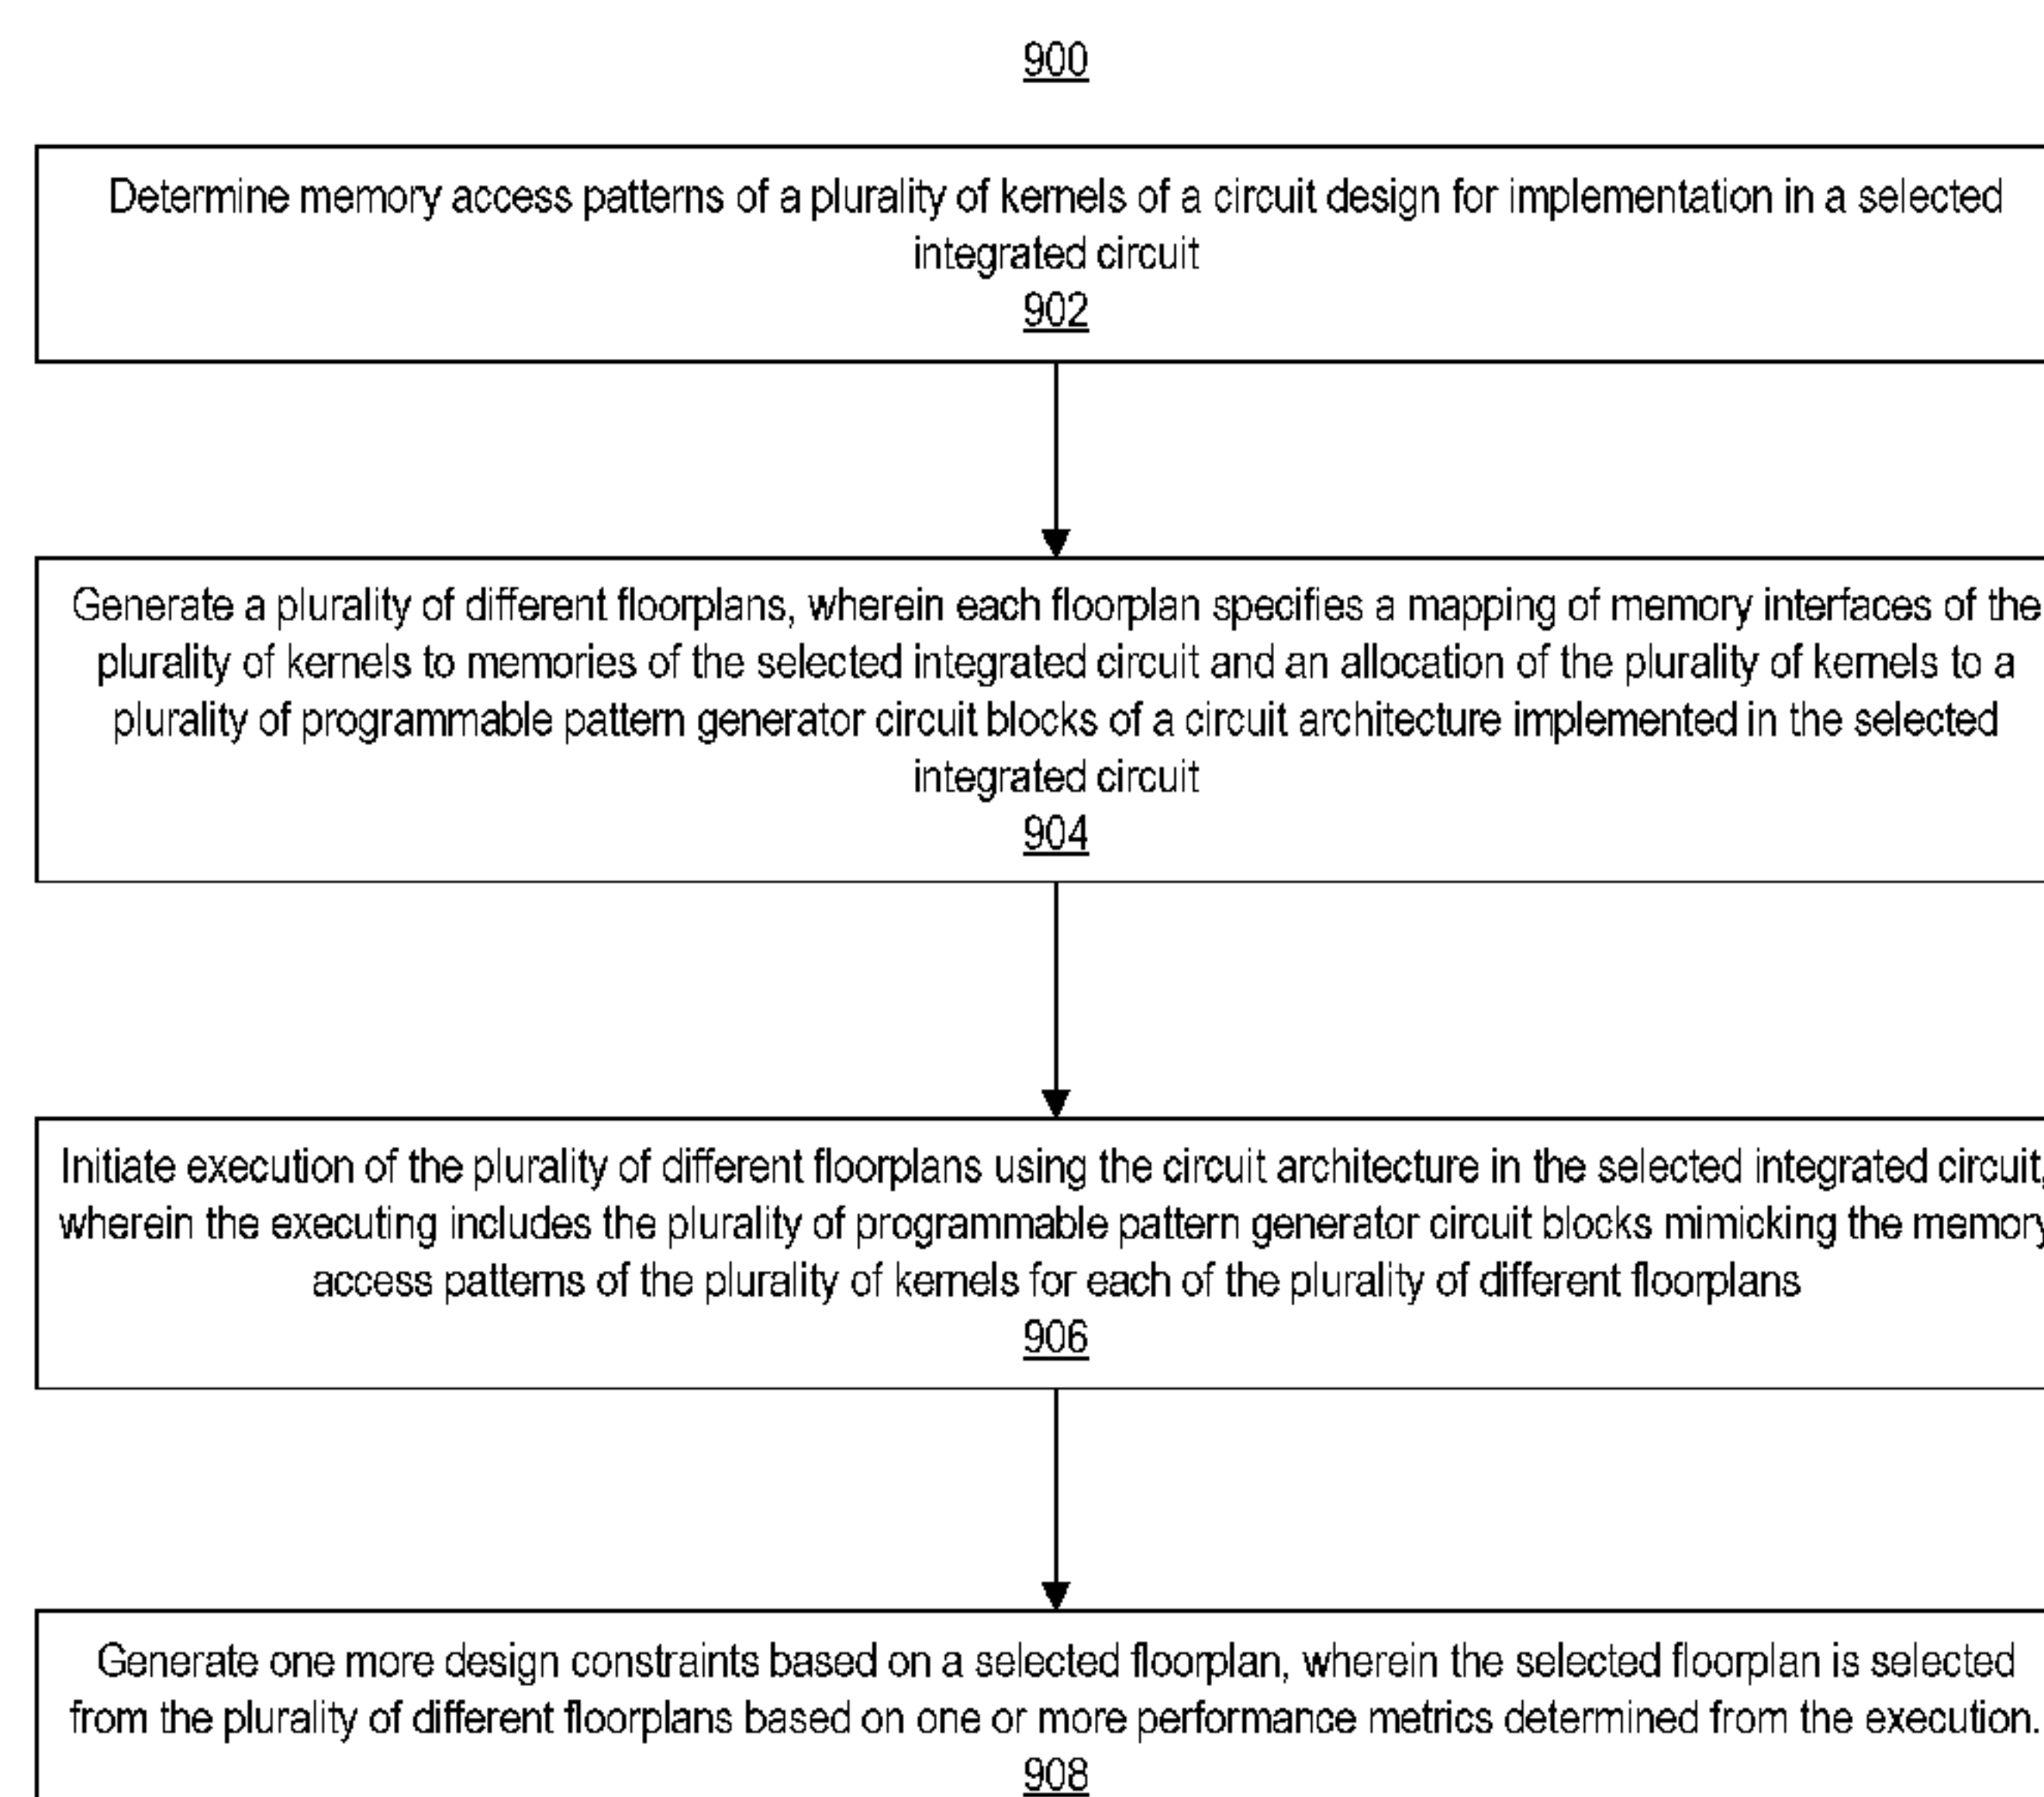 900
Determine memory access patterns of a plurality of kernels of a circuit design for implementation in a selected
integrated circuit
902
Generate a plurality of different floorplans, wherein each floorplan specifies a mapping of memory interfaces of the
plurality of kernels to memories of the selected integrated circuit and an allocation of the plurality of kernels to a
plurality of programmable pattern generator circuit blocks of a circuit architecture implemented in the selected
integrated circuit
904
Initiate execution of the plurality of different floorplans using the circuit architecture in the selected integrated circuit,
wherein the executing includes the plurality of programmable pattern generator circuit blocks mimicking the memory
access patterns of the plurality of kernels for each of the plurality of different floorplans
906
Generate one more design constraints based on a selected floorplan, wherein the selected floorplan is selected
from the plurality of different floorplans based on one or more performance metrics determined from the execution.
908